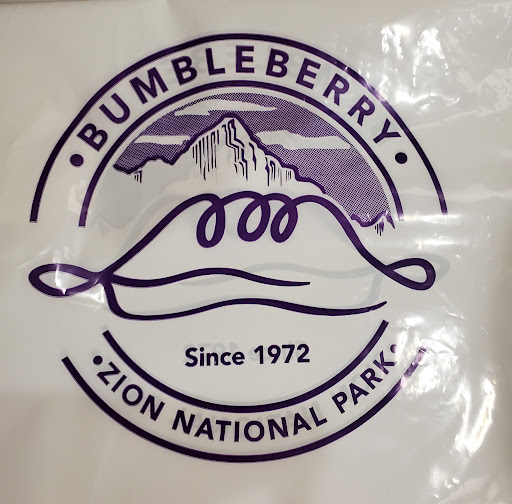 •BUMBLEBERRY•
Since 1972
•ZION NATIONAL PARK•